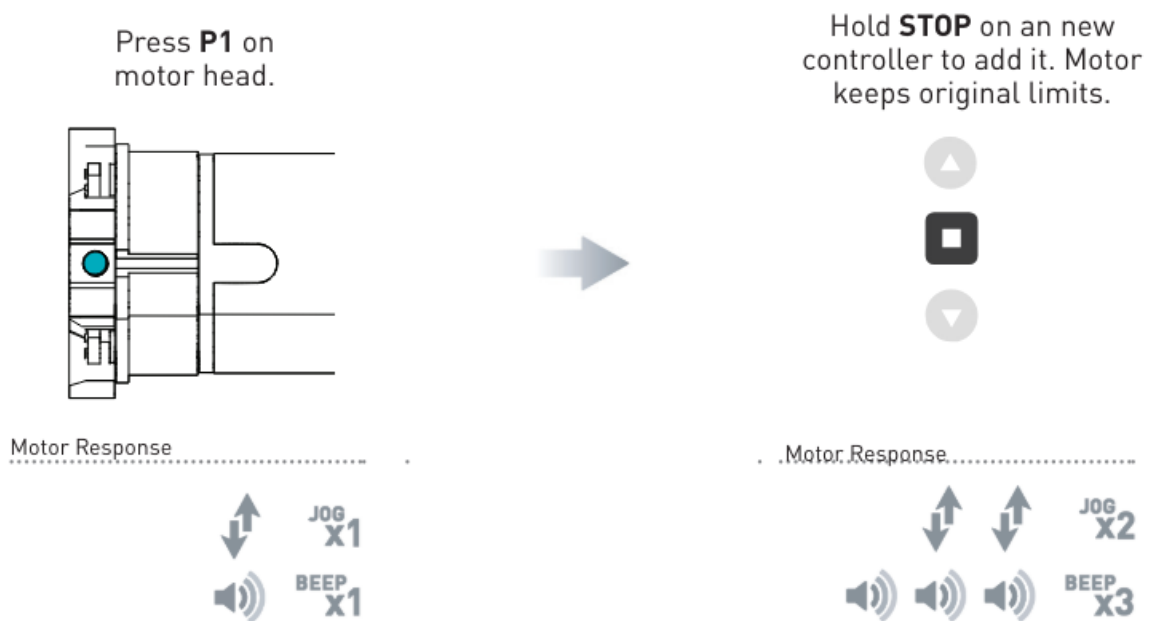 Press P1 on
motor head.
Hold STOP on an new
controller to add it. Motor
keeps original limits.
Motor Response
JOG
x1
BEEP
x1
Motor Response
JOG
x2
BEEP
x3